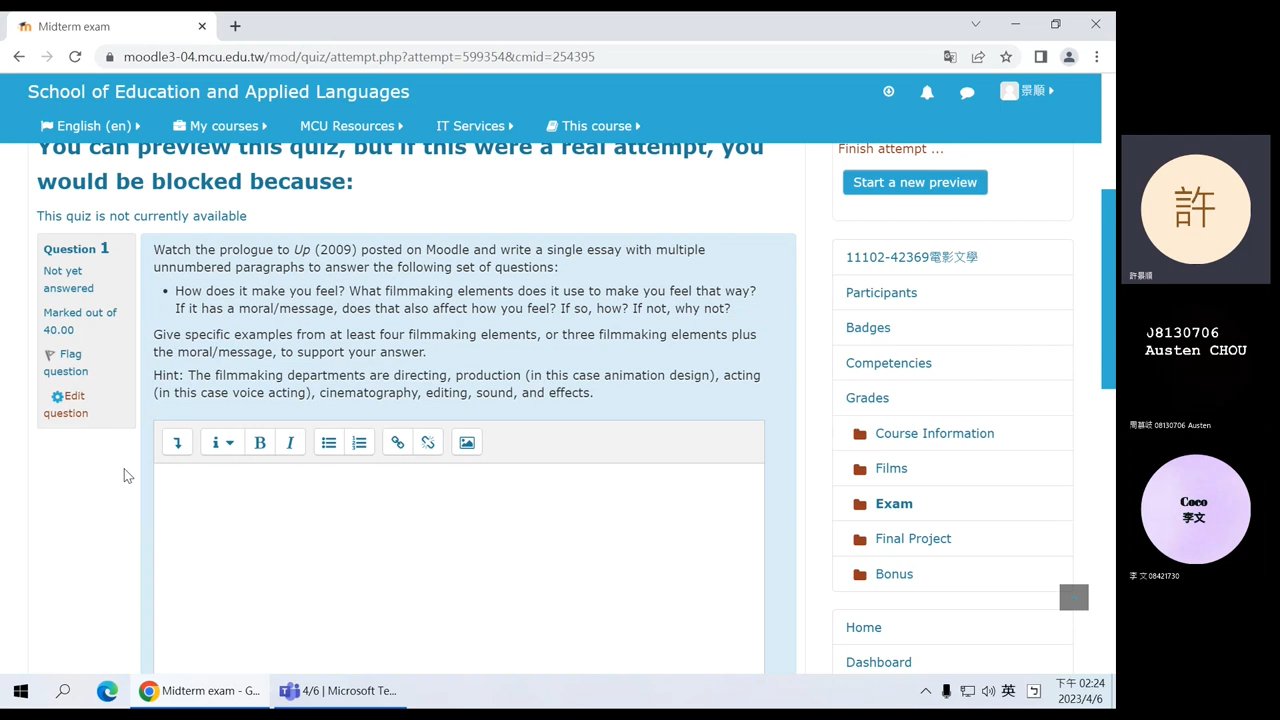 Midterm exam
moodle3-04.mcu.edu.tw/mod/quiz/attempt.php?attempt=599354&cmid=254395
School of Education and Applied Languages
景順
English (en)
My courses
MCU Resources
IT Services
This course
You can preview this quiz, but if this were a real attempt, you
would be blocked because:
This quiz is not currently available
Question 1
Not yet
answered
Marked out of
40.00
Flag
question
Edit
question
Watch the prologue to Up (2009) posted on Moodle and write a single essay with multiple
unnumbered paragraphs to answer the following set of questions:
• How does it make you feel? What filmmaking elements does it use to make you feel that way?
If it has a moral/message, does that also affect how you feel? If so, how? If not, why not?
Give specific examples from at least four filmmaking elements, or three filmmaking elements plus
the moral/message, to support your answer.
Hint: The filmmaking departments are directing, production (in this case animation design), acting
(in this case voice acting), cinematography, editing, sound, and effects.
i
B
I
Finish attempt ...
Start a new preview
11102-42369電影文學
Participants
Badges
Competencies
Grades
Course Information
Films
Exam
Final Project
Bonus
Home
Dashboard
許
許景順
08130706
Austen CHOU
08130706 Austen
Coco
李文
李 文 08421730
Midterm exam - G...
4/6 | Microsoft Te...
英
下午 02:24
2023/4/6